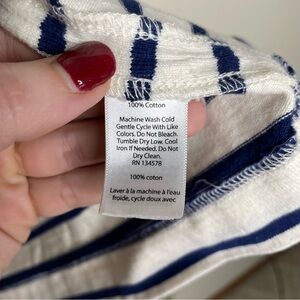 100% Cotton
Machine Wash Cold
Gentle Cycle With Like
Colors. Do Not Bleach.
Tumble Dry Low. Cool
Iron If Needed. Do Not
Dry Clean.
RN 134578
100% coton
Laver à la machine à l'eau
froide, cycle doux avec